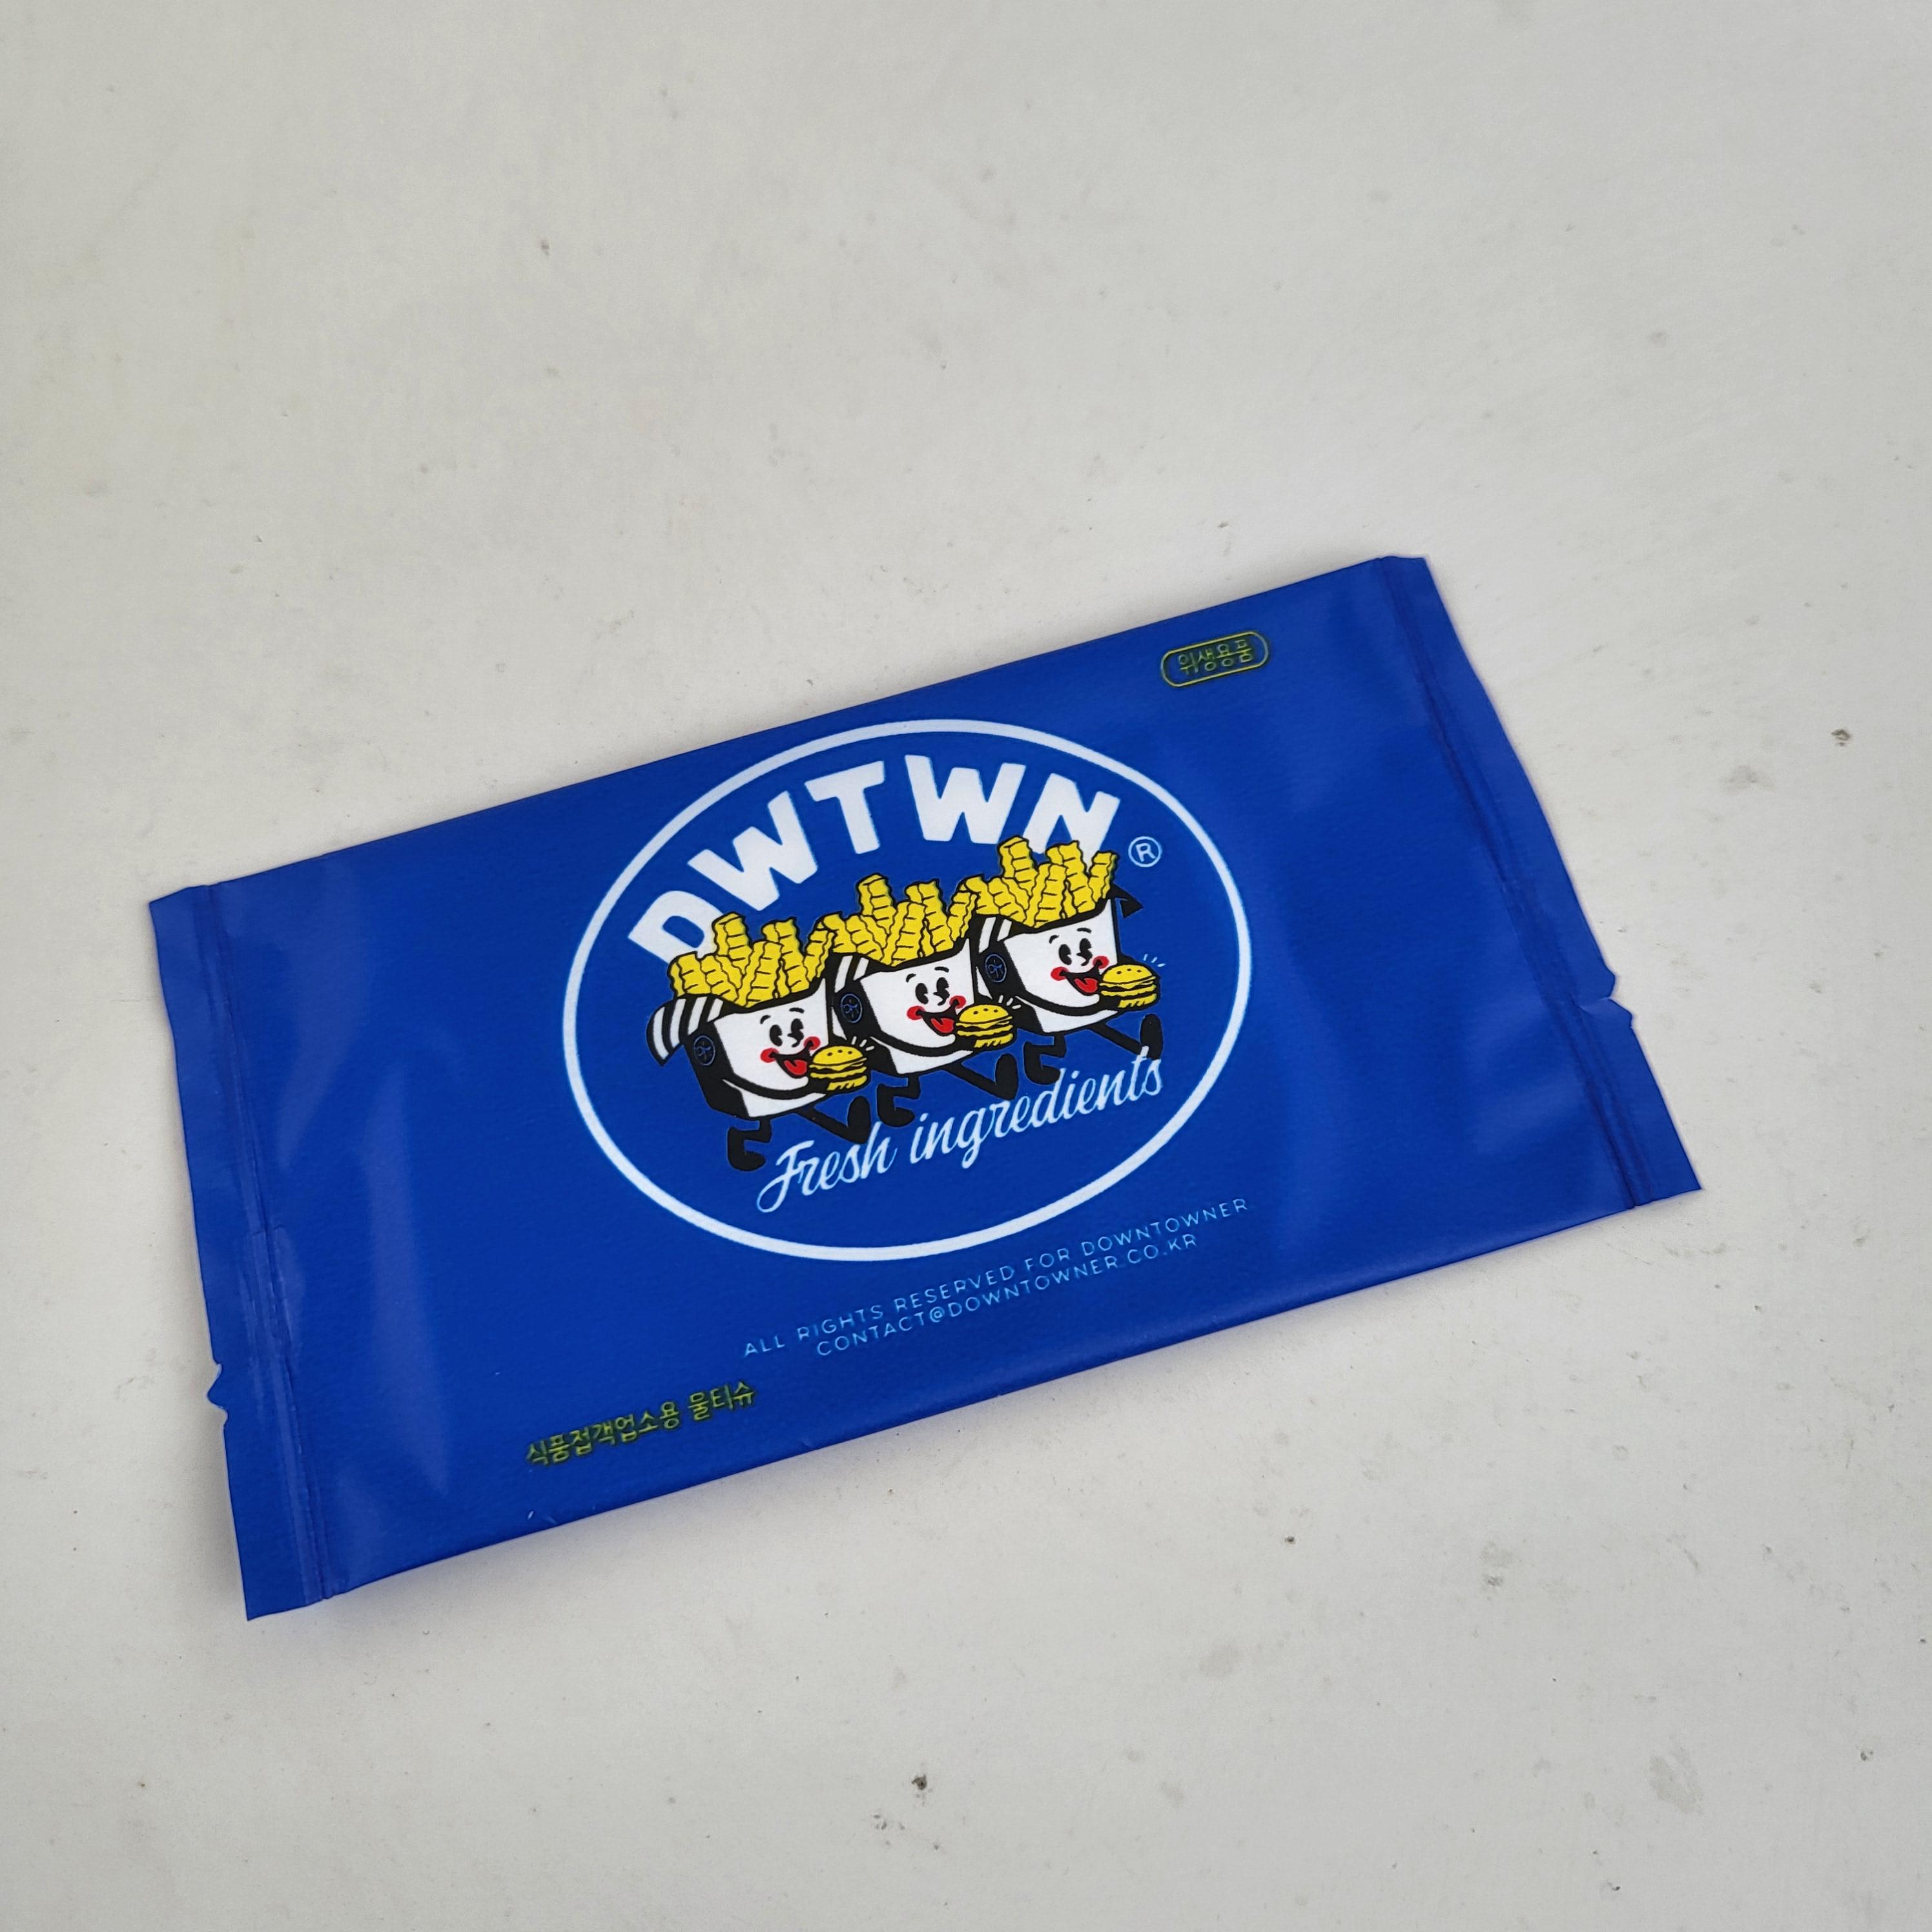 위생용품
DWTWN®
Fresh ingredients
ALL RIGHTS RESERVED FOR DOWNTOWNER
CONTACT@DOWNTOWNER.CO.KR
식품접객업소용 물티슈